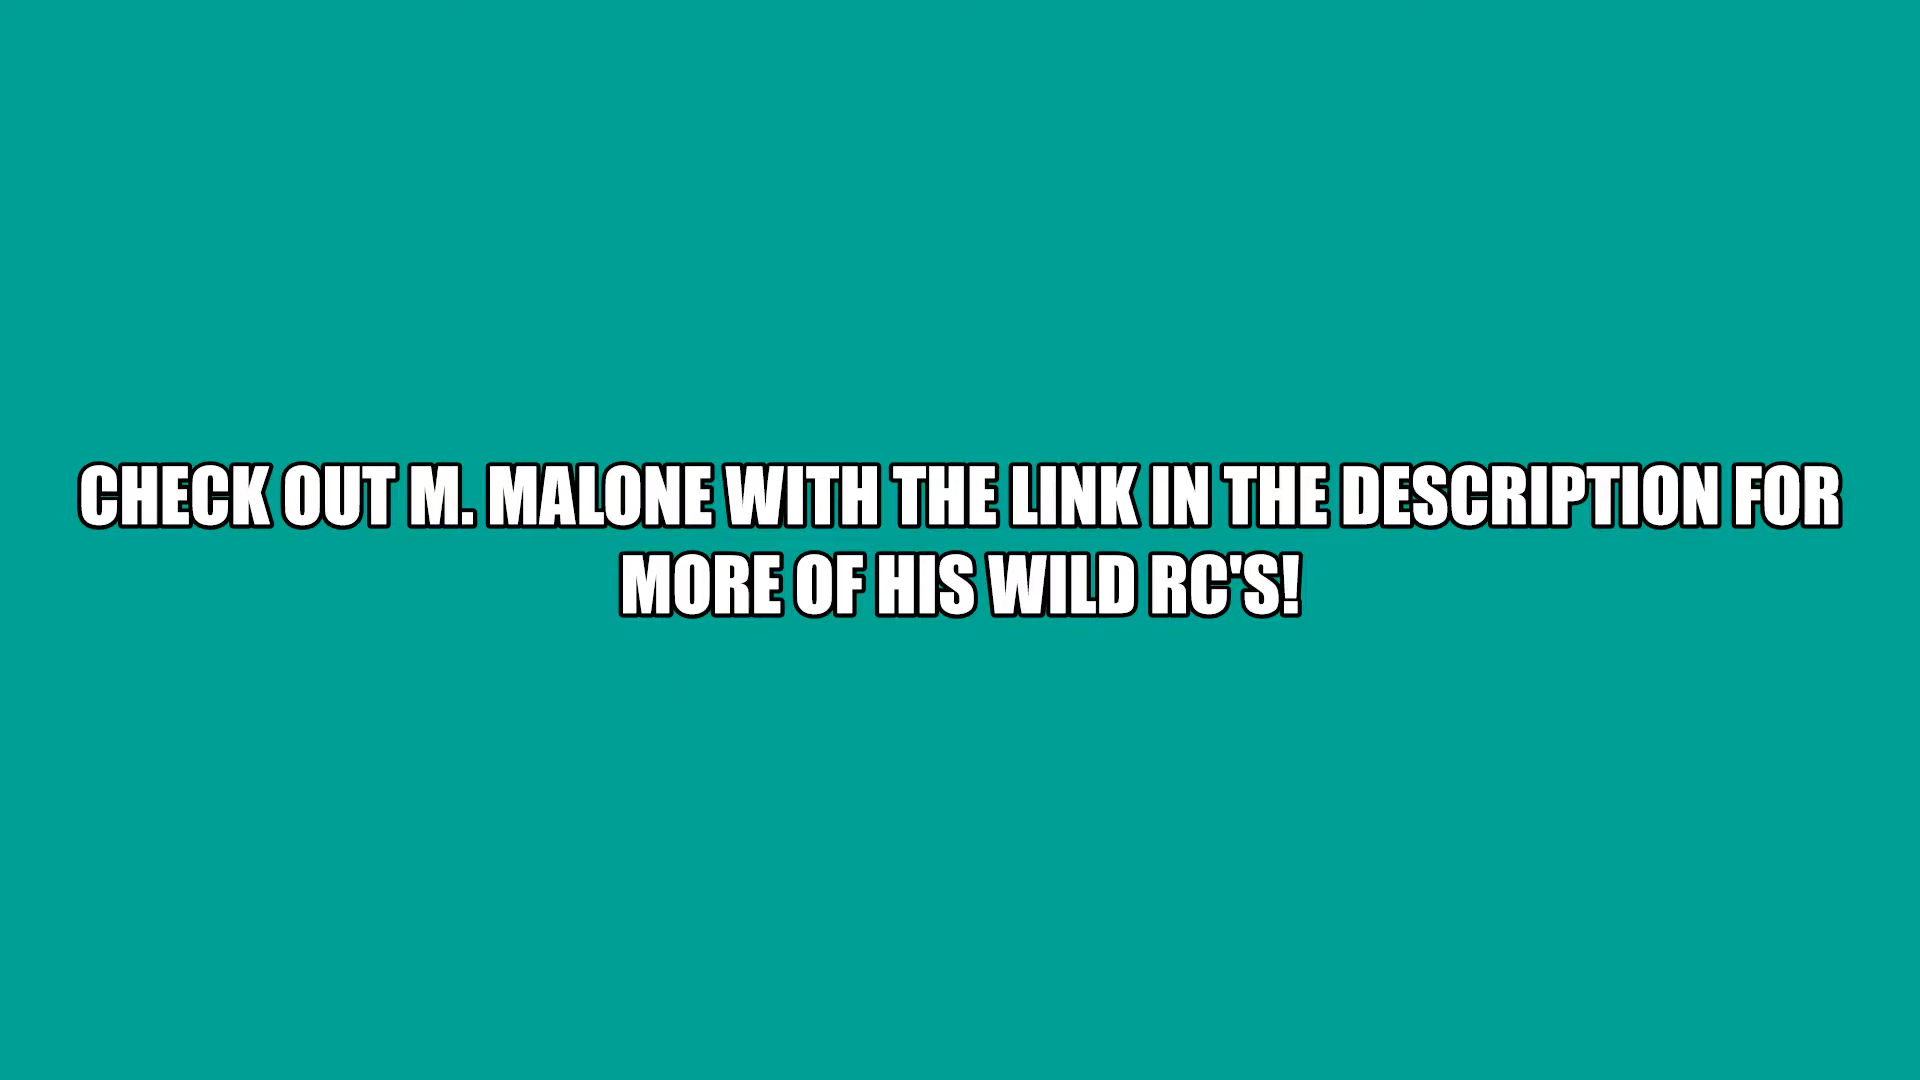 CHECK OUT M. MALONE WITH THE LINK IN THE DESCRIPTION FOR
MORE OF HIS WILD RC'S!